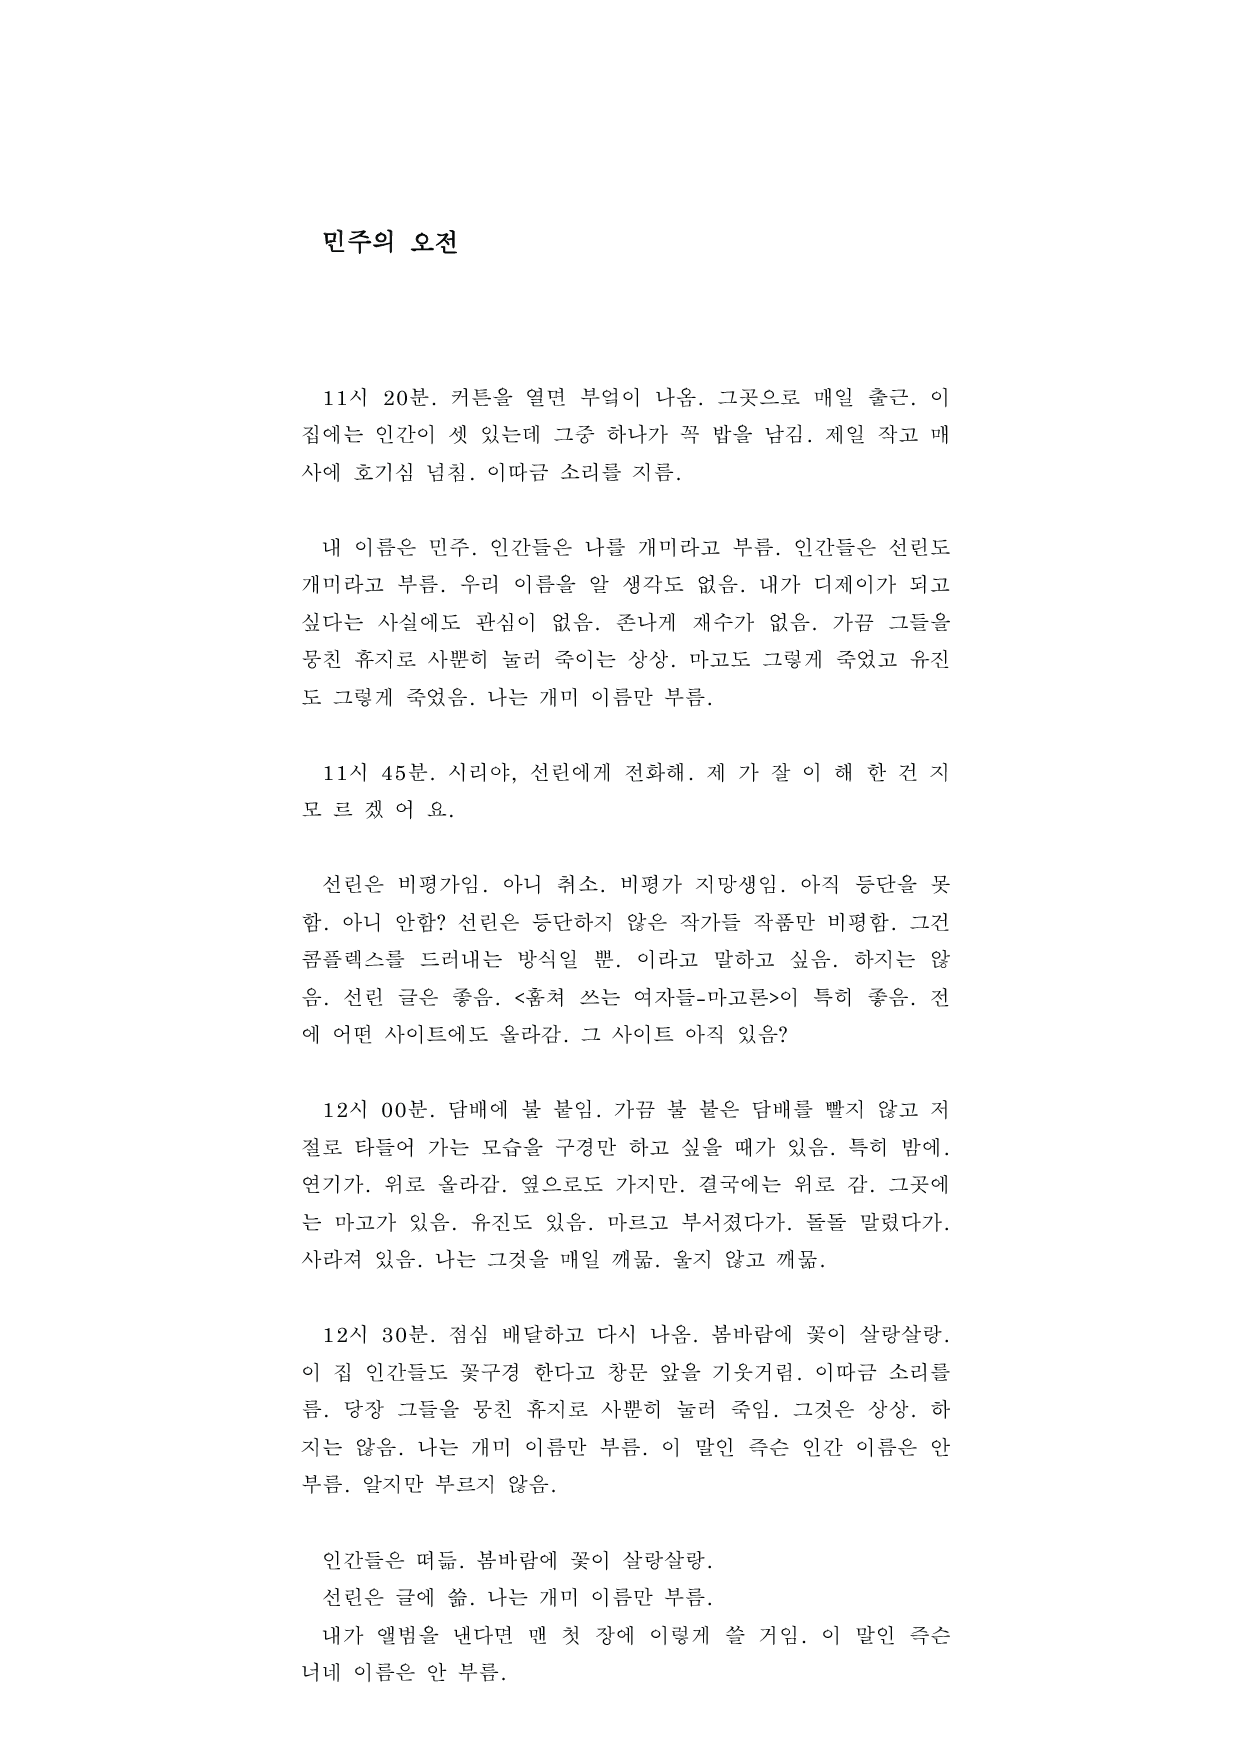 민주의 오전
11시 20분. 커튼을 열면 부엌이 나옴. 그곳으로 매일 출근. 이
집에는 인간이 셋 있는데 그중 하나가 꼭 밥을 남김. 제일 작고 매
사에 호기심 넘침. 이따금 소리를 지름.
내 이름은 민주. 인간들은 나를 개미라고 부름. 인간들은 선린도
개미라고 부름. 우리 이름을 알 생각도 없음. 내가 디제이가 되고
싶다는 사실에도 관심이 없음. 존나게 재수가 없음. 가끔 그들을
뭉친 휴지로 사뿐히 눌러 죽이는 상상. 마고도 그렇게 죽었고 유진
도 그렇게 죽었음. 나는 개미 이름만 부름.
11시 45분. 시리야, 선린에게 전화해. 제 가 잘 이 해 한 건 지
모 르 겠 어 요.
선린은 비평가임. 아니 취소. 비평가 지망생임. 아직 등단을 못
함. 아니 안함? 선린은 등단하지 않은 작가들 작품만 비평함. 그건
콤플렉스를 드러내는 방식일 뿐. 이라고 말하고 싶음. 하지는 않
음. 선린 글은 좋음. <훔쳐 쓰는 여자들-마고론>이 특히 좋음. 전
에 어떤 사이트에도 올라감. 그 사이트 아직 있음?
12시 00분. 담배에 불 붙임. 가끔 불 붙은 담배를 빨지 않고 저
절로 타들어 가는 모습을 구경만 하고 싶을 때가 있음. 특히 밤에.
연기가. 위로 올라감. 옆으로도 가지만. 결국에는 위로 감. 그곳에
는 마고가 있음. 유진도 있음. 마르고 부서졌다가. 돌돌 말렸다가.
사라져 있음. 나는 그것을 매일 깨묾. 울지 않고 깨묾.
12시 30분. 점심 배달하고 다시 나옴. 봄바람에 꽃이 살랑살랑.
이 집 인간들도 꽃구경 한다고 창문 앞을 기웃거림. 이따금 소리를
름. 당장 그들을 뭉친 휴지로 사뿐히 눌러 죽임. 그것은 상상. 하
지는 않음. 나는 개미 이름만 부름. 이 말인 즉슨 인간 이름은 안
부름. 알지만 부르지 않음.
인간들은 떠듦. 봄바람에 꽃이 살랑살랑.
선린은 글에 씖. 나는 개미 이름만 부름.
내가 앨범을 낸다면 맨 첫 장에 이렇게 쓸 거임. 이 말인 즉슨
너네 이름은 안 부름.